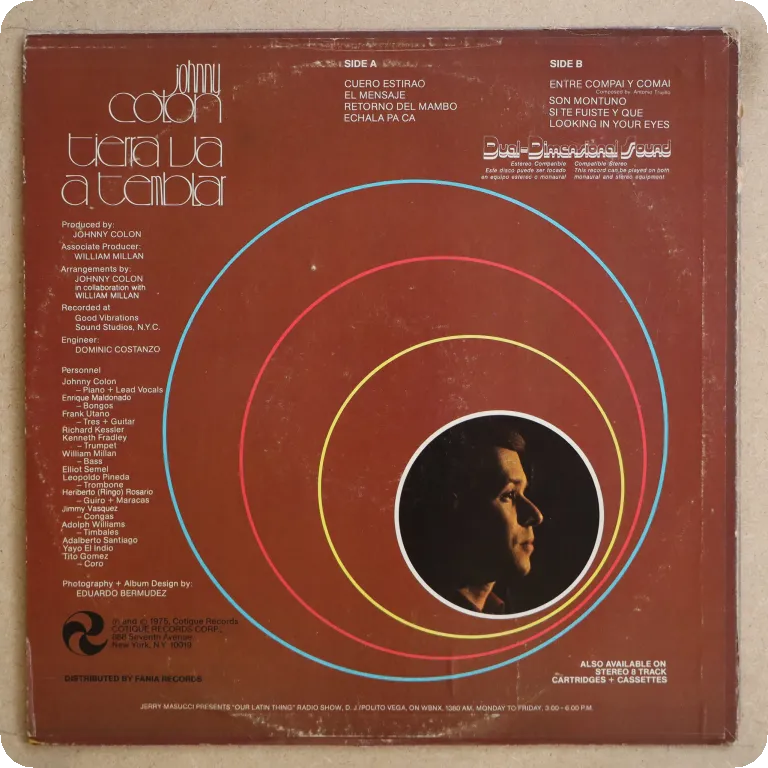 johnny
colon
tierra va
a temblar
SIDE A
CUERO ESTIRAO
EL MENSAJE
RETORNO DEL MAMBO
ECHALA PA CA
SIDE B
ENTRE COMPAI Y COMAI
Composed by Antonio Trujillo
SON MONTUNO
SI TE FUISTE Y QUE
LOOKING IN YOUR EYES
Dual-Dimensional Sound
Estereo Compatible
Este disco puede ser tocado
en equipo estereo o monaural
Compatible Stereo
This record can be played on both
monaural and stereo equipment
Produced by:
JOHNNY COLON
Associate Producer:
WILLIAM MILLAN
Arrangements by:
JOHNNY COLON
in collaboration with
WILLIAM MILLAN
Recorded at
Good Vibrations
Sound Studios, N.Y.C.
Engineer:
DOMINIC COSTANZO
Personnel
Johnny Colon
– Piano + Lead Vocals
Enrique Maldonado
– Bongos
Frank Utano
– Tres + Guitar
Richard Kessler
Kenneth Fradley
– Trumpet
William Millan
– Bass
Elliot Semel
Leopoldo Pineda
– Trombone
Heriberto (Ringo) Rosario
– Guiro + Maracas
Jimmy Vasquez
– Congas
Adolph Williams
– Timbales
Adalberto Santiago
Yayo El Indio
Tito Gomez
– Coro
Photography + Album Design by:
EDUARDO BERMUDEZ
℗ and © 1975, Cotique Records
COTIQUE RECORDS CORP.,
888 Seventh Avenue
New York, NY 10019
DISTRIBUTED BY FANIA RECORDS
ALSO AVAILABLE ON
STEREO 8 TRACK
CARTRIDGES + CASSETTES
JERRY MASUCCI PRESENTS "OUR LATIN THING" RADIO SHOW, D. J./POLITO VEGA, ON WBNX, 1380 AM, MONDAY TO FRIDAY, 3:00 - 6:00 P.M.